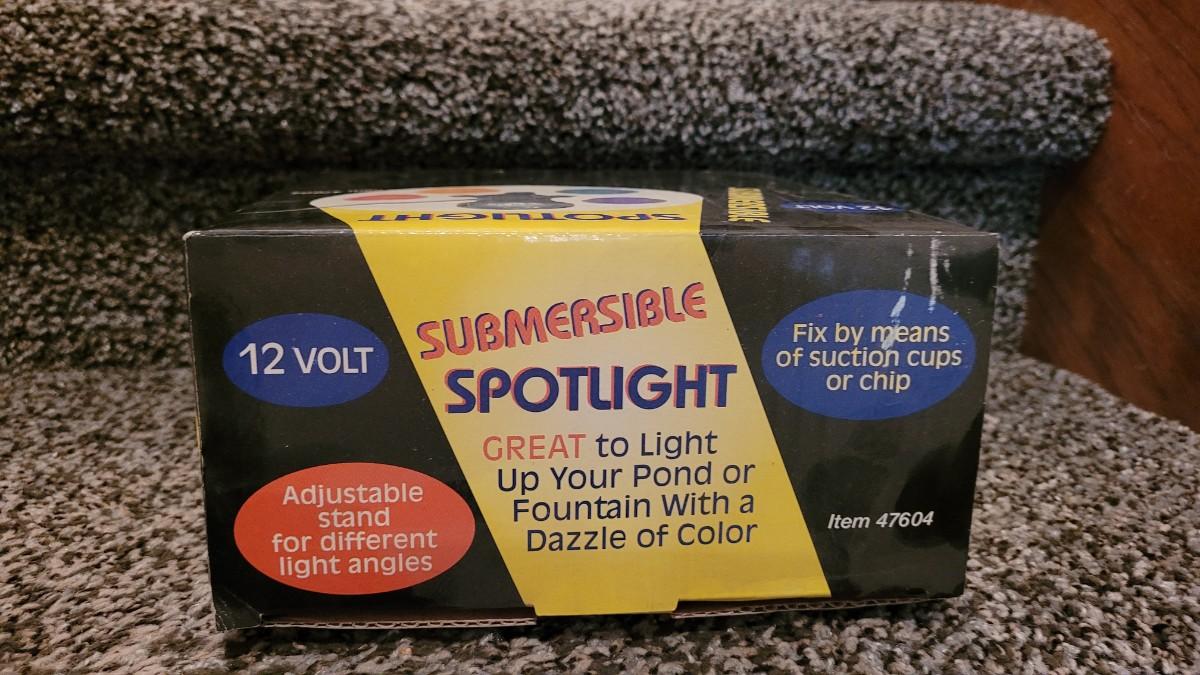 SPOTLIGHT
SUBMERSIBLE
12 VOLT
12 VOLT
SUBMERSIBLE
SPOTLIGHT
GREAT to Light
Up Your Pond or
Fountain With a
Dazzle of Color
Adjustable
stand
for different
light angles
Fix by means
of suction cups
or chip
Item 47604